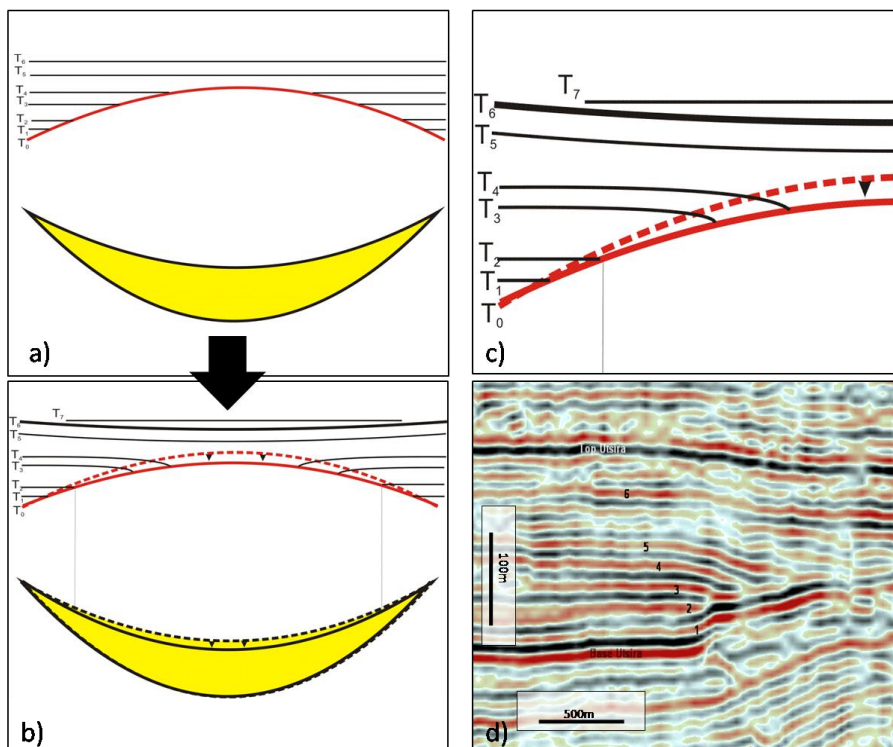 T6
T5
T4
T3
T2
T1
T0
a)
T7
T6
T5
T4
T3
T2
T1
T0
b)
T7
T6
T5
T4
T3
T2
T1
T0
c)
Top Utsira
6
5
4
3
2
1
Base Utsira
100m
500m
d)